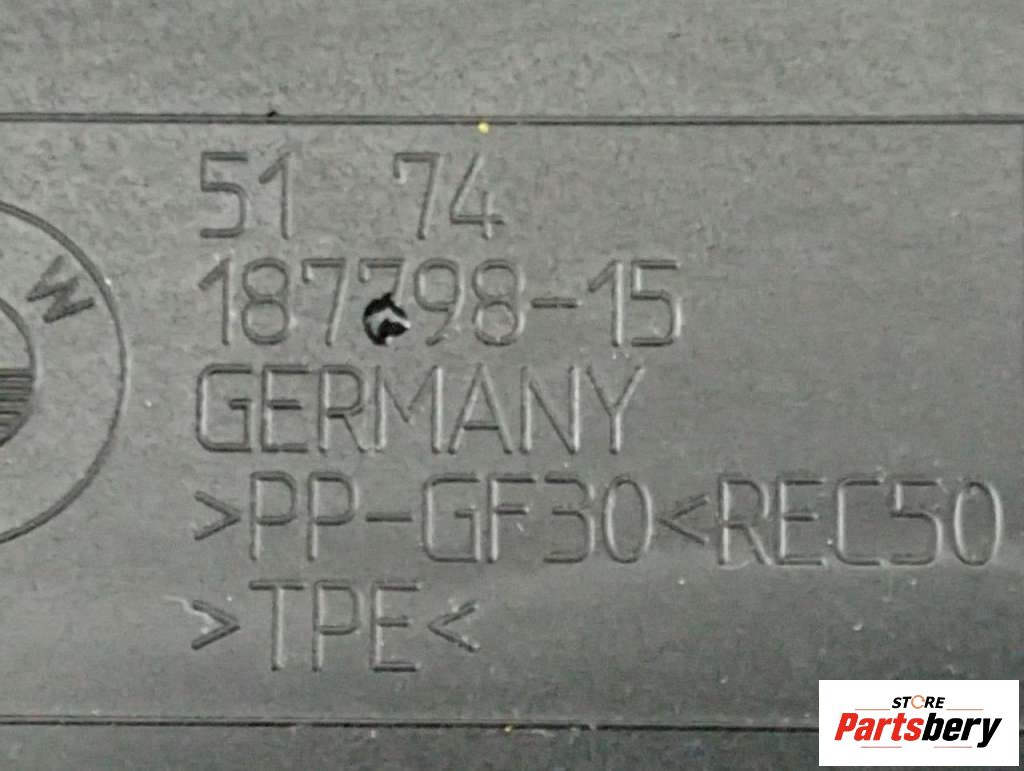 W
51 74
187798-15
GERMANY
>PP-GF30<REC50
>TPE<
STORE
Partsbery